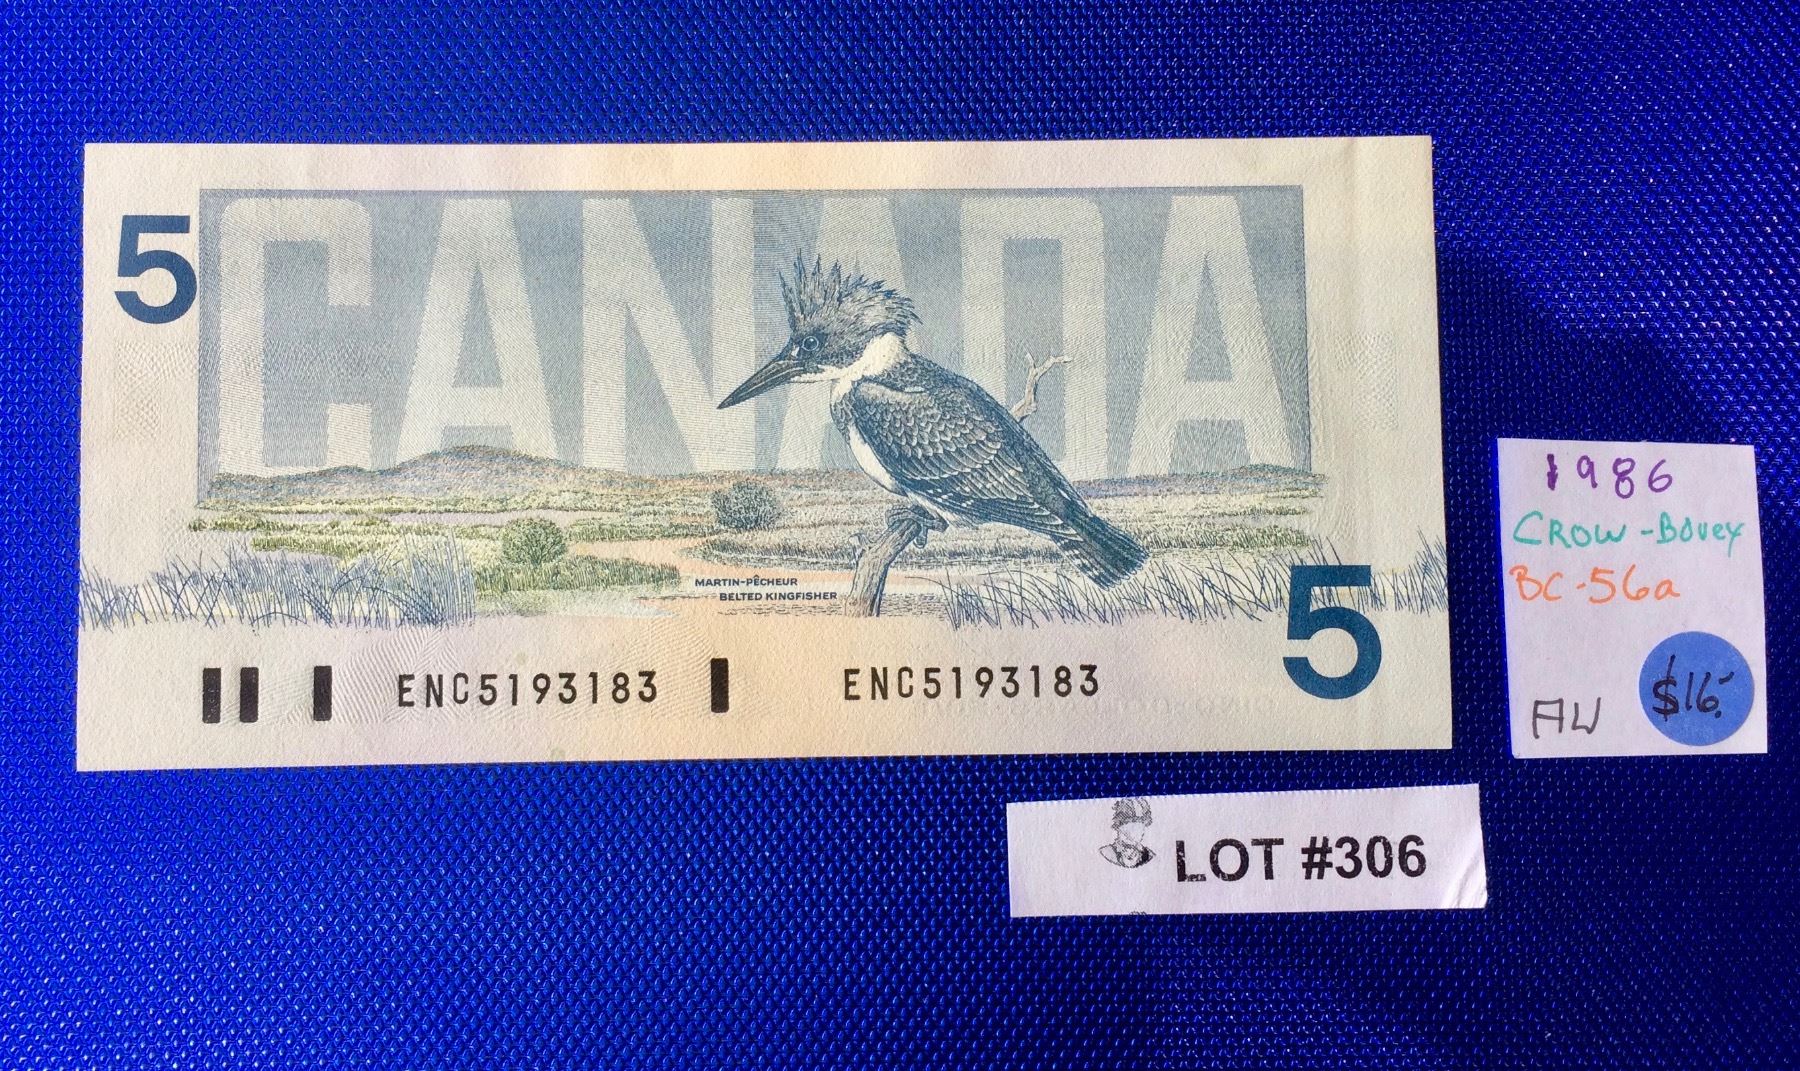 CANADA
5
MARTIN-PÊCHEUR
BELTED KINGFISHER
5
ENC5193183 ENC5193183
1986
CROW-BOUEY
BC-56a
AU
$16.-
LOT #306